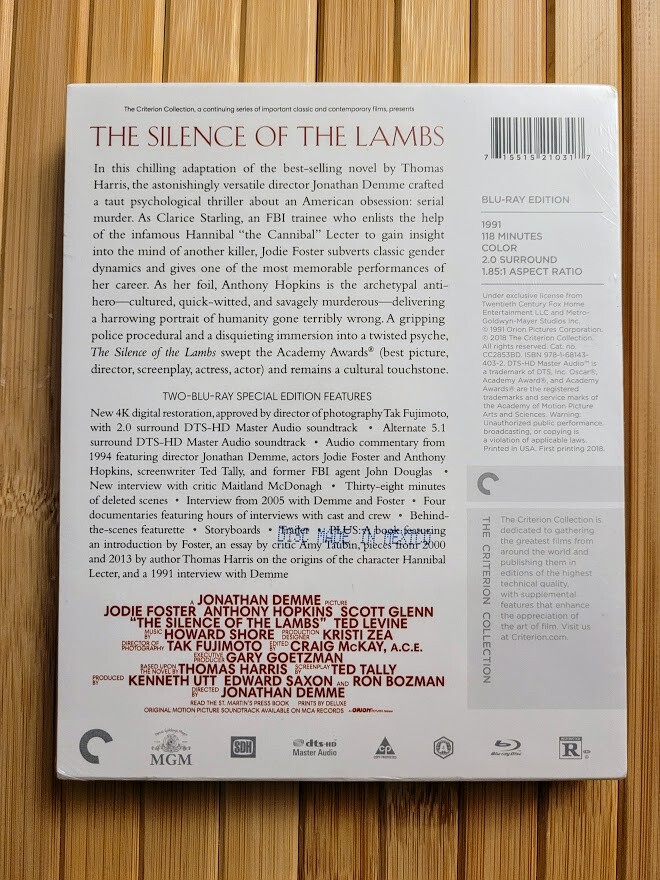 The Criterion Collection, a continuing series of important classic and contemporary films, presents
THE SILENCE OF THE LAMBS
In this chilling adaptation of the best-selling novel by Thomas
Harris, the astonishingly versatile director Jonathan Demme crafted
a taut psychological thriller about an American obsession: serial
murder. As Clarice Starling, an FBI trainee who enlists the help
of the infamous Hannibal “the Cannibal” Lecter to gain insight
into the mind of another killer, Jodie Foster subverts classic gender
dynamics and gives one of the most memorable performances of
her career. As her foil, Anthony Hopkins is the archetypal anti-
hero—cultured, quick-witted, and savagely murderous—delivering
a harrowing portrait of humanity gone terribly wrong. A gripping
police procedural and a disquieting immersion into a twisted psyche,
The Silence of the Lambs swept the Academy Awards® (best picture,
director, screenplay, actress, actor) and remains a cultural touchstone.
TWO-BLU-RAY SPECIAL EDITION FEATURES
New 4K digital restoration, approved by director of photography Tak Fujimoto,
with 2.0 surround DTS-HD Master Audio soundtrack • Alternate 5.1
surround DTS-HD Master Audio soundtrack • Audio commentary from
1994 featuring director Jonathan Demme, actors Jodie Foster and Anthony
Hopkins, screenwriter Ted Tally, and former FBI agent John Douglas •
New interview with critic Maitland McDonagh • Thirty-eight minutes
of deleted scenes • Interview from 2005 with Demme and Foster • Four
documentaries featuring hours of interviews with cast and crew • Behind-
the-scenes featurette • Storyboards • Trailer • PLUS: A book featuring
DISC MADE IN MEXICO
an introduction by Foster, an essay by critic Amy Taubin, pieces from 2000
and 2013 by author Thomas Harris on the origins of the character Hannibal
Lecter, and a 1991 interview with Demme
A JONATHAN DEMME PICTURE
JODIE FOSTER ANTHONY HOPKINS SCOTT GLENN
“THE SILENCE OF THE LAMBS” TED LEVINE
MUSIC BY HOWARD SHORE PRODUCTION DESIGNER KRISTI ZEA
DIRECTOR OF PHOTOGRAPHY TAK FUJIMOTO EDITED BY CRAIG McKAY, A.C.E.
EXECUTIVE PRODUCER GARY GOETZMAN
BASED UPON THE NOVEL BY THOMAS HARRIS SCREENPLAY BY TED TALLY
PRODUCED BY KENNETH UTT EDWARD SAXON AND RON BOZMAN
DIRECTED BY JONATHAN DEMME
READ THE ST. MARTIN'S PRESS BOOK PRINTS BY DELUXE
ORIGINAL MOTION PICTURE SOUNDTRACK AVAILABLE ON MCA RECORDS an ORION
MGM
SDH
dts-HD
Master Audio
cp
Blu-ray Disc
R
7 15515 21031 7
BLU-RAY EDITION
1991
118 MINUTES
COLOR
2.0 SURROUND
1.85:1 ASPECT RATIO
Under exclusive license from
Twentieth Century Fox Home
Entertainment LLC and Metro-
Goldwyn-Mayer Studios Inc.
© 1991 Orion Pictures Corporation.
© 2018 The Criterion Collection.
All rights reserved. Cat. no.
CC2853BD. ISBN 978-1-68143-
403-2. DTS-HD Master Audio™ is
a trademark of DTS, Inc. Oscar®,
Academy Award®, and Academy
Awards® are the registered
trademarks and service marks of
the Academy of Motion Picture
Arts and Sciences. Warning:
Unauthorized public performance,
broadcasting, or copying is
a violation of applicable laws.
Printed in USA. First printing 2018.
THE CRITERION COLLECTION
The Criterion Collection is
dedicated to gathering
the greatest films from
around the world and
publishing them in
editions of the highest
technical quality,
with supplemental
features that enhance
the appreciation
of the art of film. Visit us
at Criterion.com.